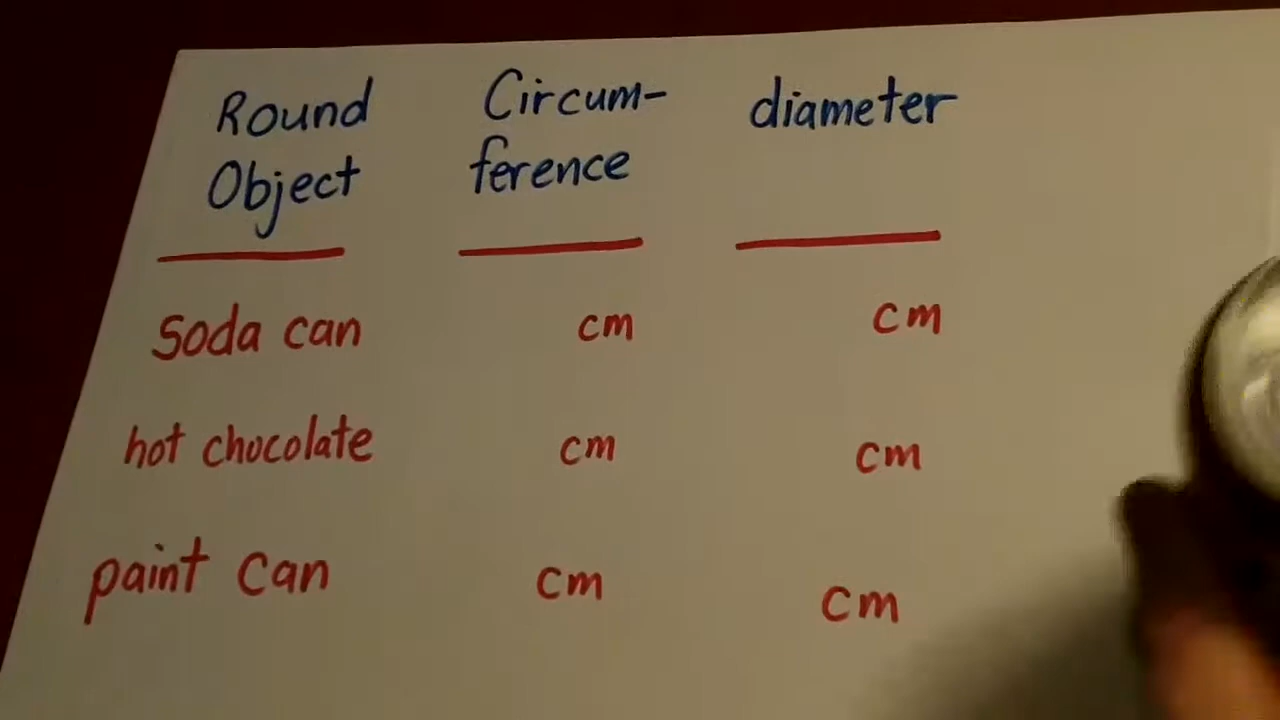 Round Object Circum-ference diameter
soda can cm cm
hot chocolate cm cm
paint can cm cm